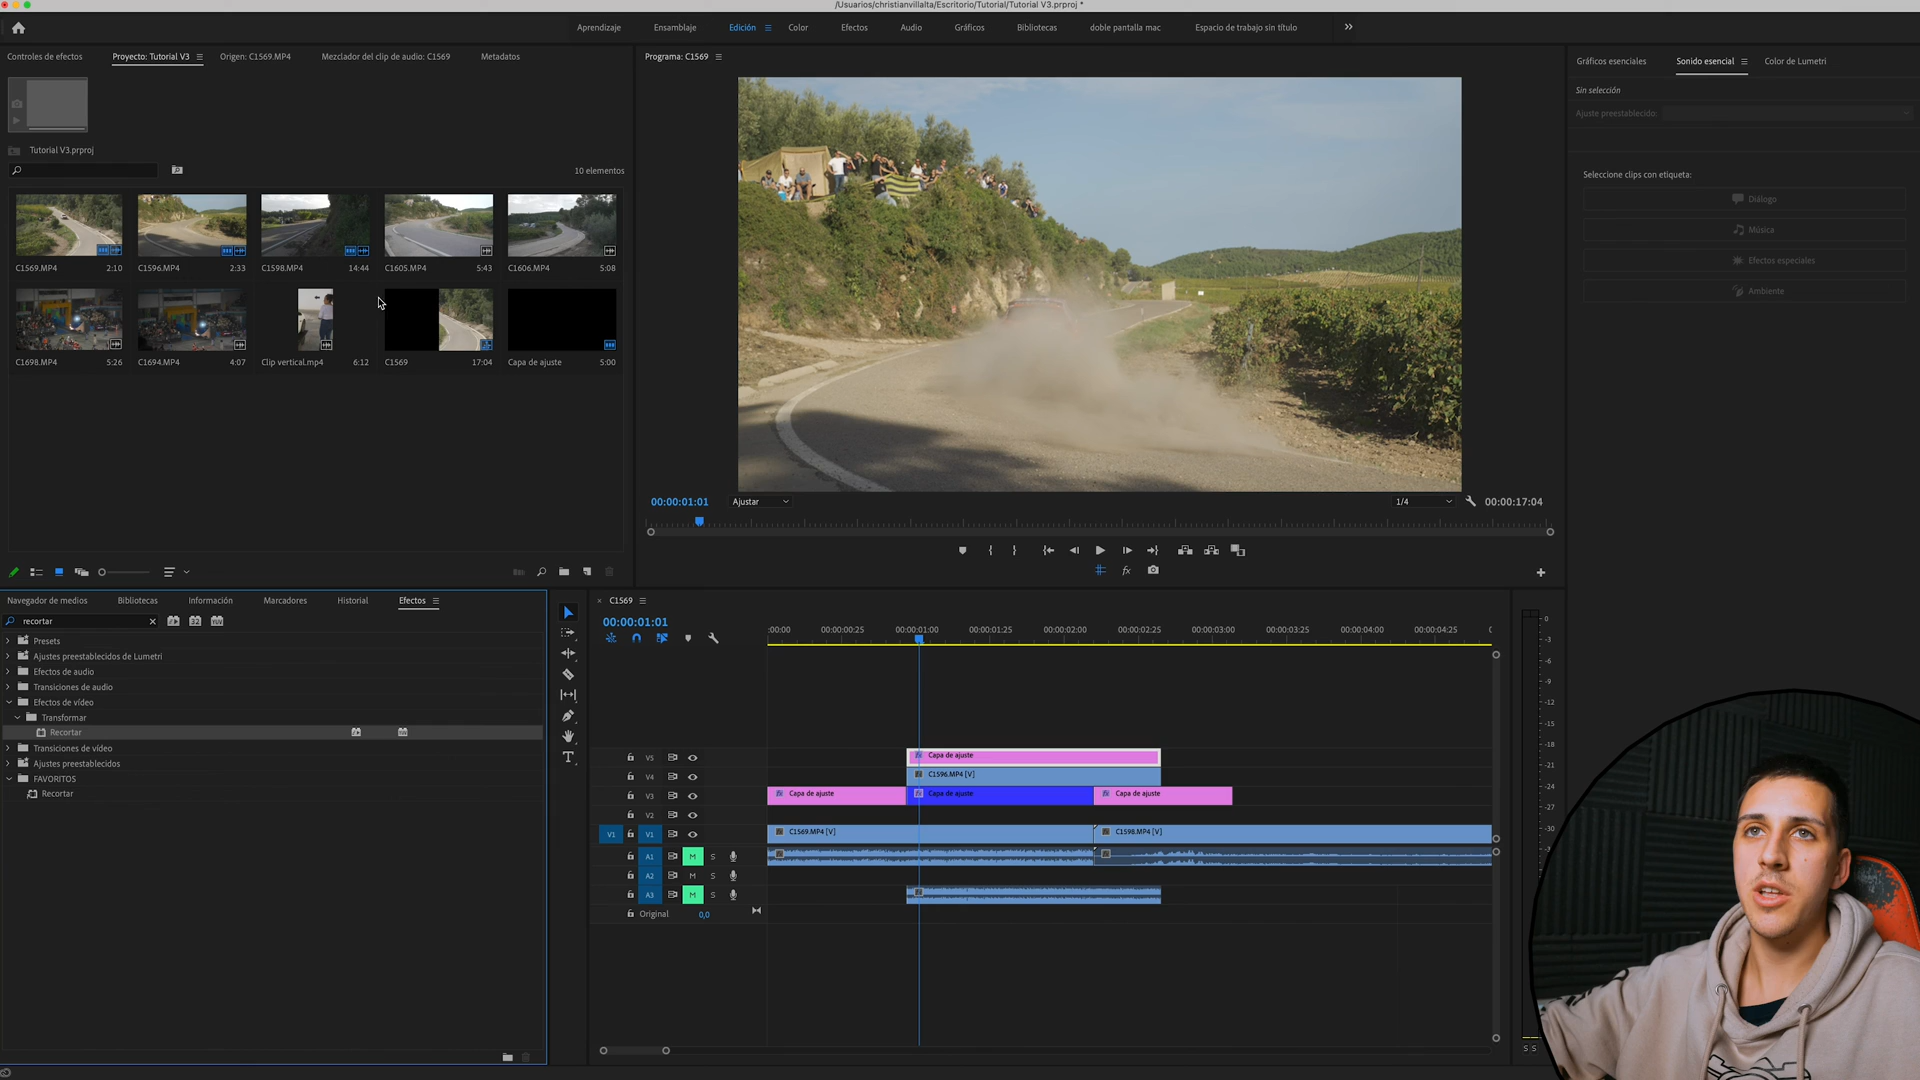 /Usuarios/christianvillalta/Escritorio/Tutorial/Tutorial V3.prproj *
Aprendizaje Ensamblaje Edición Color Efectos Audio Gráficos Bibliotecas doble pantalla mac Espacio de trabajo sin título
Controles de efectos Proyecto: Tutorial V3 Origen: C1569.MP4 Mezclador del clip de audio: C1569 Metadatos
Programa: C1569
Gráficos esenciales Sonido esencial Color de Lumetri
Sin selección
Ajuste preestablecido:
Tutorial V3.prproj
10 elementos
Seleccione clips con etiqueta:
Diálogo
Música
Efectos especiales
Ambiente
C1569.MP4 2:10 C1596.MP4 2:33 C1598.MP4 14:44 C1605.MP4 5:43 C1606.MP4 5:08
C1698.MP4 5:26 C1694.MP4 4:07 Clip vertical.mp4 6:12 C1569 17:04 Capa de ajuste 5:00
00:00:01:01 Ajustar 1/4 00:00:17:04
Navegador de medios Bibliotecas Información Marcadores Historial Efectos
recortar
Presets
Ajustes preestablecidos de Lumetri
Efectos de audio
Transiciones de audio
Efectos de vídeo
Transformar
Recortar
Transiciones de vídeo
Ajustes preestablecidos
FAVORITOS
Recortar
C1569
00:00:01:01
:00:00 00:00:00:25 00:00:01:00 00:00:01:25 00:00:02:00 00:00:02:25 00:00:03:00 00:00:03:25 00:00:04:00 00:00:04:25
V5 Capa de ajuste
V4 C1596.MP4 [V]
V3 Capa de ajuste Capa de ajuste Capa de ajuste
V2
V1 V1 C1569.MP4 [V] C1598.MP4 [V]
A1 M S
A2 M S
A3 M S
Original 0,0
0
-3
-6
-9
-12
-15
-18
-21
-24
-27
-30
S S